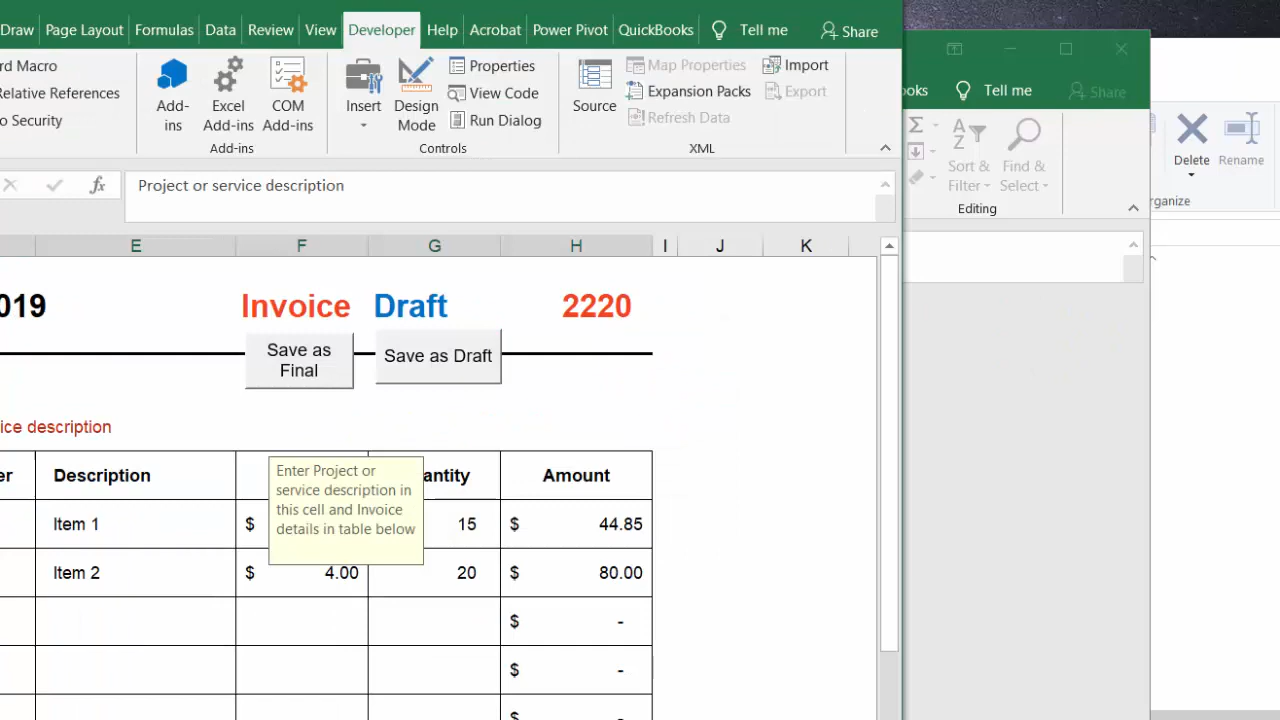 Draw Page Layout Formulas Data Review View Developer Help Acrobat Power Pivot QuickBooks Tell me Share
rd Macro
elative References
o Security
Add-
ins
Excel
Add-ins
COM
Add-ins
Add-ins
Insert
Design
Mode
Properties
View Code
Run Dialog
Controls
Source
Map Properties
Expansion Packs
Refresh Data
Import
Export
XML
ooks Tell me Share
Sort &
Filter
Find &
Select
Editing
Delete
Rename
rganize
fx Project or service description
E F G H I J K
019 Invoice Draft 2220
Save as
Final
Save as Draft
ice description
er Description antity Amount
Enter Project or
service description in
this cell and Invoice
details in table below
Item 1 $ 15 $ 44.85
Item 2 $ 4.00 20 $ 80.00
$ -
$ -
$ -